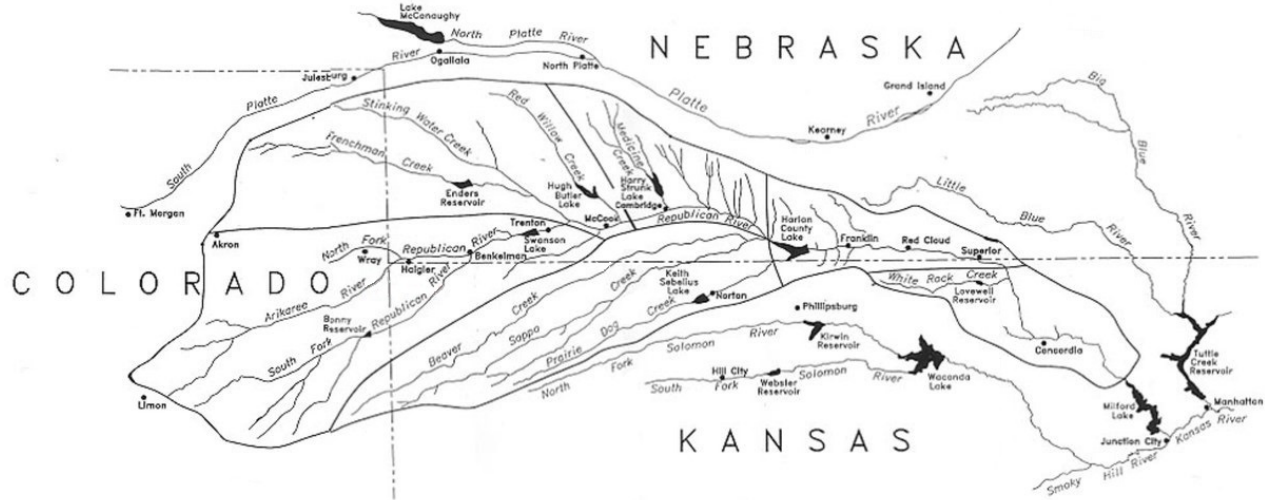 Lake
McConaughy
North Platte River
NEBRASKA
River
Ogallala
North Platte
Julesburg
Platte
South
Platte
River
Grand Island
Kearney
Big
Blue
River
Stinking Water Creek
Red
Willow
Creek
Medicine
Creek
Frenchman Creek
Enders
Reservoir
Hugh
Butler
Lake
Harry
Strunk
Lake
Cambridge
Little
Blue
River
Ft. Morgan
Akron
Trenton
McCook
Republican River
Harlan
County
Lake
Franklin
Red Cloud
Superior
Swanson
Lake
North Fork
Republican River
Wray
Haigler
Benkelman
COLORADO
Arikaree River
Bonny
Reservoir
South Fork Republican River
Beaver Creek
Sappa Creek
Prairie Dog Creek
Keith
Sebelius
Lake
Norton
White Rock Creek
Lovewell
Reservoir
Phillipsburg
Kirwin
Reservoir
North Fork Solomon River
Concordia
Hill City
South Fork Solomon River
Webster
Reservoir
Waconda
Lake
Tuttle
Creek
Reservoir
Limon
Milford
Lake
Manhattan
KANSAS
Junction City
Kansas River
Smoky Hill River